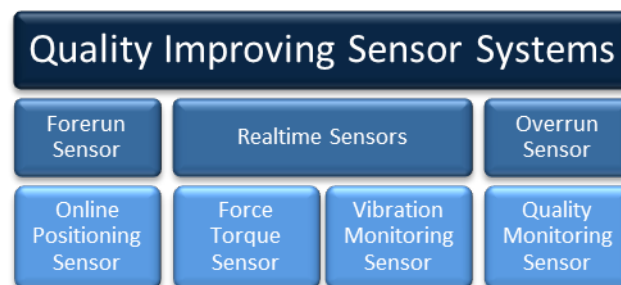 Quality Improving Sensor Systems
Forerun
Sensor
Realtime Sensors
Overrun
Sensor
Online
Positioning
Sensor
Force
Torque
Sensor
Vibration
Monitoring
Sensor
Quality
Monitoring
Sensor